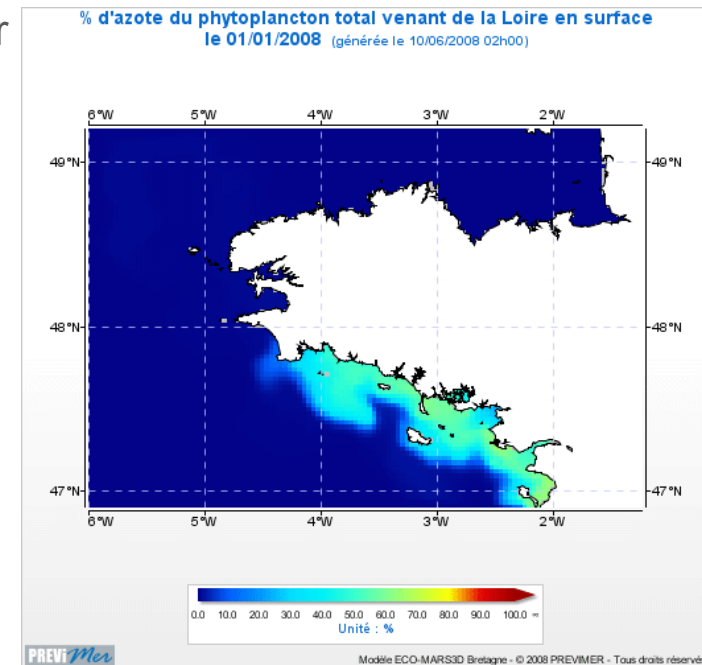 r
% d'azote du phytoplancton total venant de la Loire en surface
le 01/01/2008 (générée le 10/06/2008 02h00)
6°W 5°W 4°W 3°W 2°W
49°N 49°N
48°N 48°N
47°N 47°N
6°W 5°W 4°W 3°W 2°W
0.0 10.0 20.0 30.0 40.0 50.0 60.0 70.0 80.0 90.0 100.0 ∞
Unité : %
PREViMer
Modèle ECO-MARS3D Bretagne - © 2008 PREVIMER - Tous droits réservé